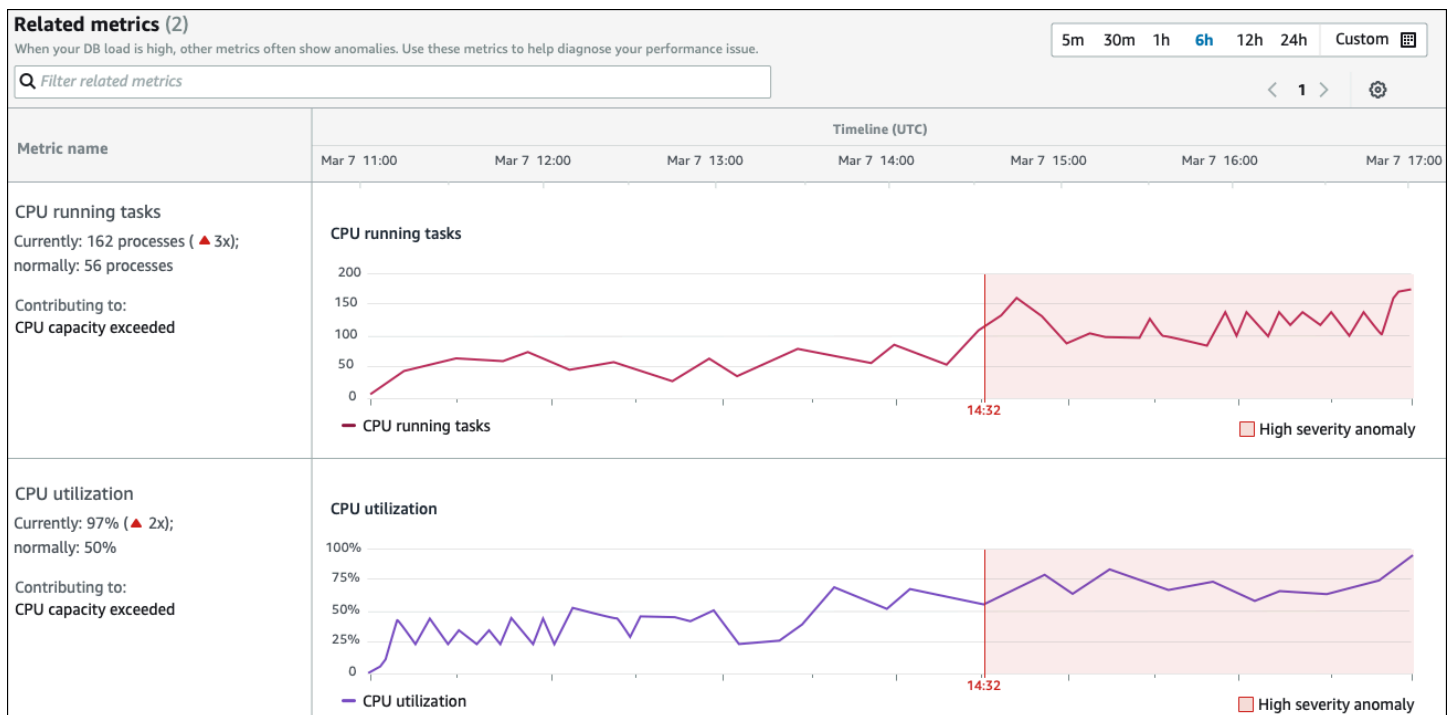 Related metrics (2)
When your DB load is high, other metrics often show anomalies. Use these metrics to help diagnose your performance issue.
5m 30m 1h 6h 12h 24h Custom
Filter related metrics
1
Metric name
Timeline (UTC)
Mar 7 11:00 Mar 7 12:00 Mar 7 13:00 Mar 7 14:00 Mar 7 15:00 Mar 7 16:00 Mar 7 17:00
CPU running tasks
Currently: 162 processes ( ▲ 3x);
normally: 56 processes
Contributing to:
CPU capacity exceeded
CPU running tasks
200
150
100
50
0
14:32
CPU running tasks
High severity anomaly
CPU utilization
Currently: 97% (▲ 2x);
normally: 50%
Contributing to:
CPU capacity exceeded
CPU utilization
100%
75%
50%
25%
0
14:32
CPU utilization
High severity anomaly